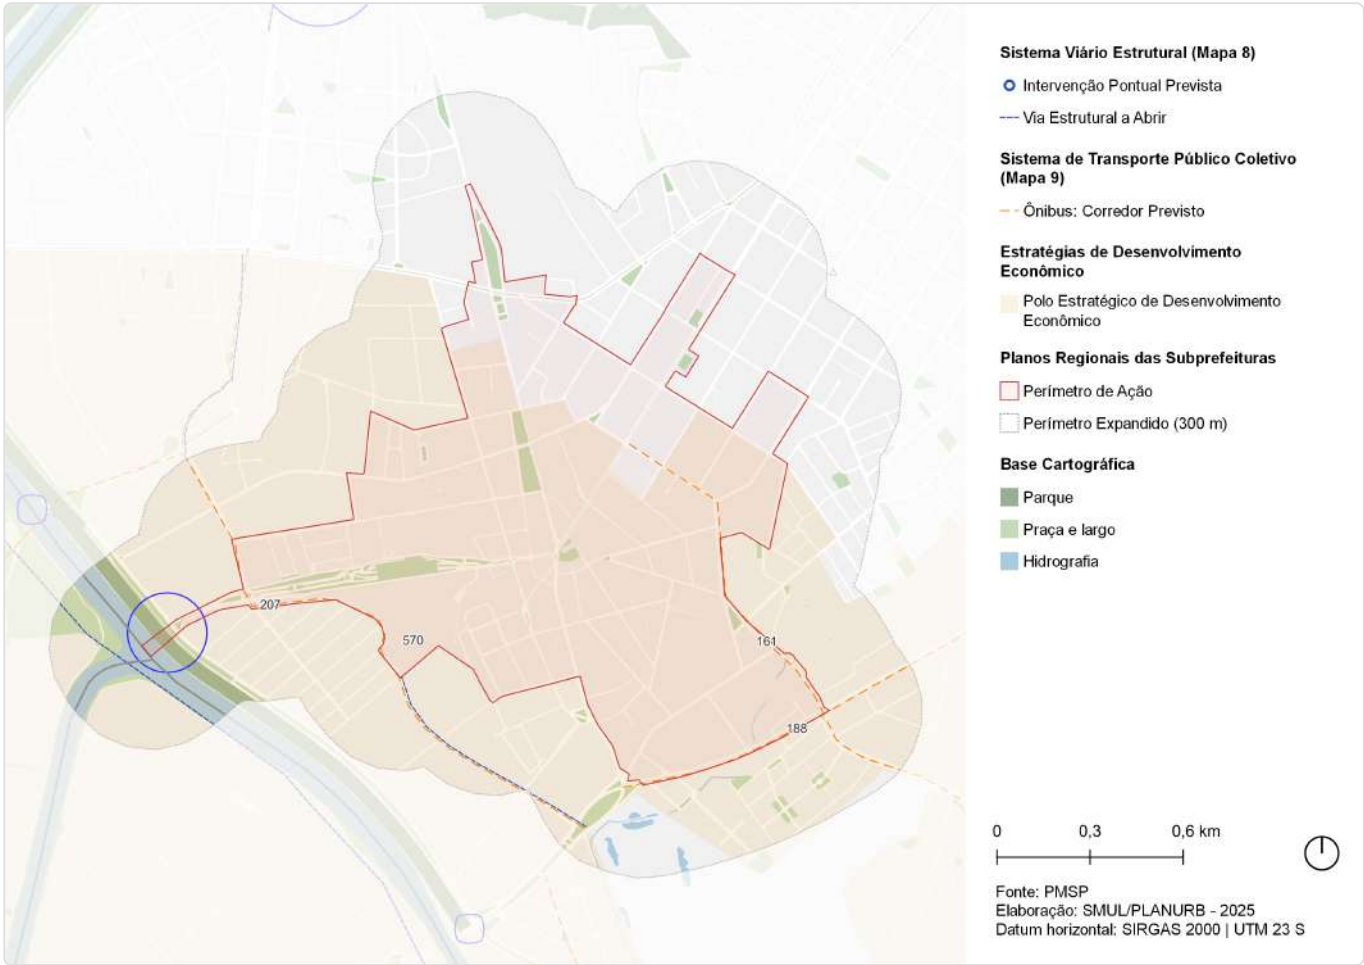 Sistema Viário Estrutural (Mapa 8)
Intervenção Pontual Prevista
Via Estrutural a Abrir
Sistema de Transporte Público Coletivo
(Mapa 9)
Ônibus: Corredor Previsto
Estratégias de Desenvolvimento
Econômico
Polo Estratégico de Desenvolvimento
Econômico
Planos Regionais das Subprefeituras
Perímetro de Ação
Perímetro Expandido (300 m)
Base Cartográfica
Parque
Praça e largo
Hidrografia
207
570
161
188
0 0,3 0,6 km
Fonte: PMSP
Elaboração: SMUL/PLANURB - 2025
Datum horizontal: SIRGAS 2000 | UTM 23 S